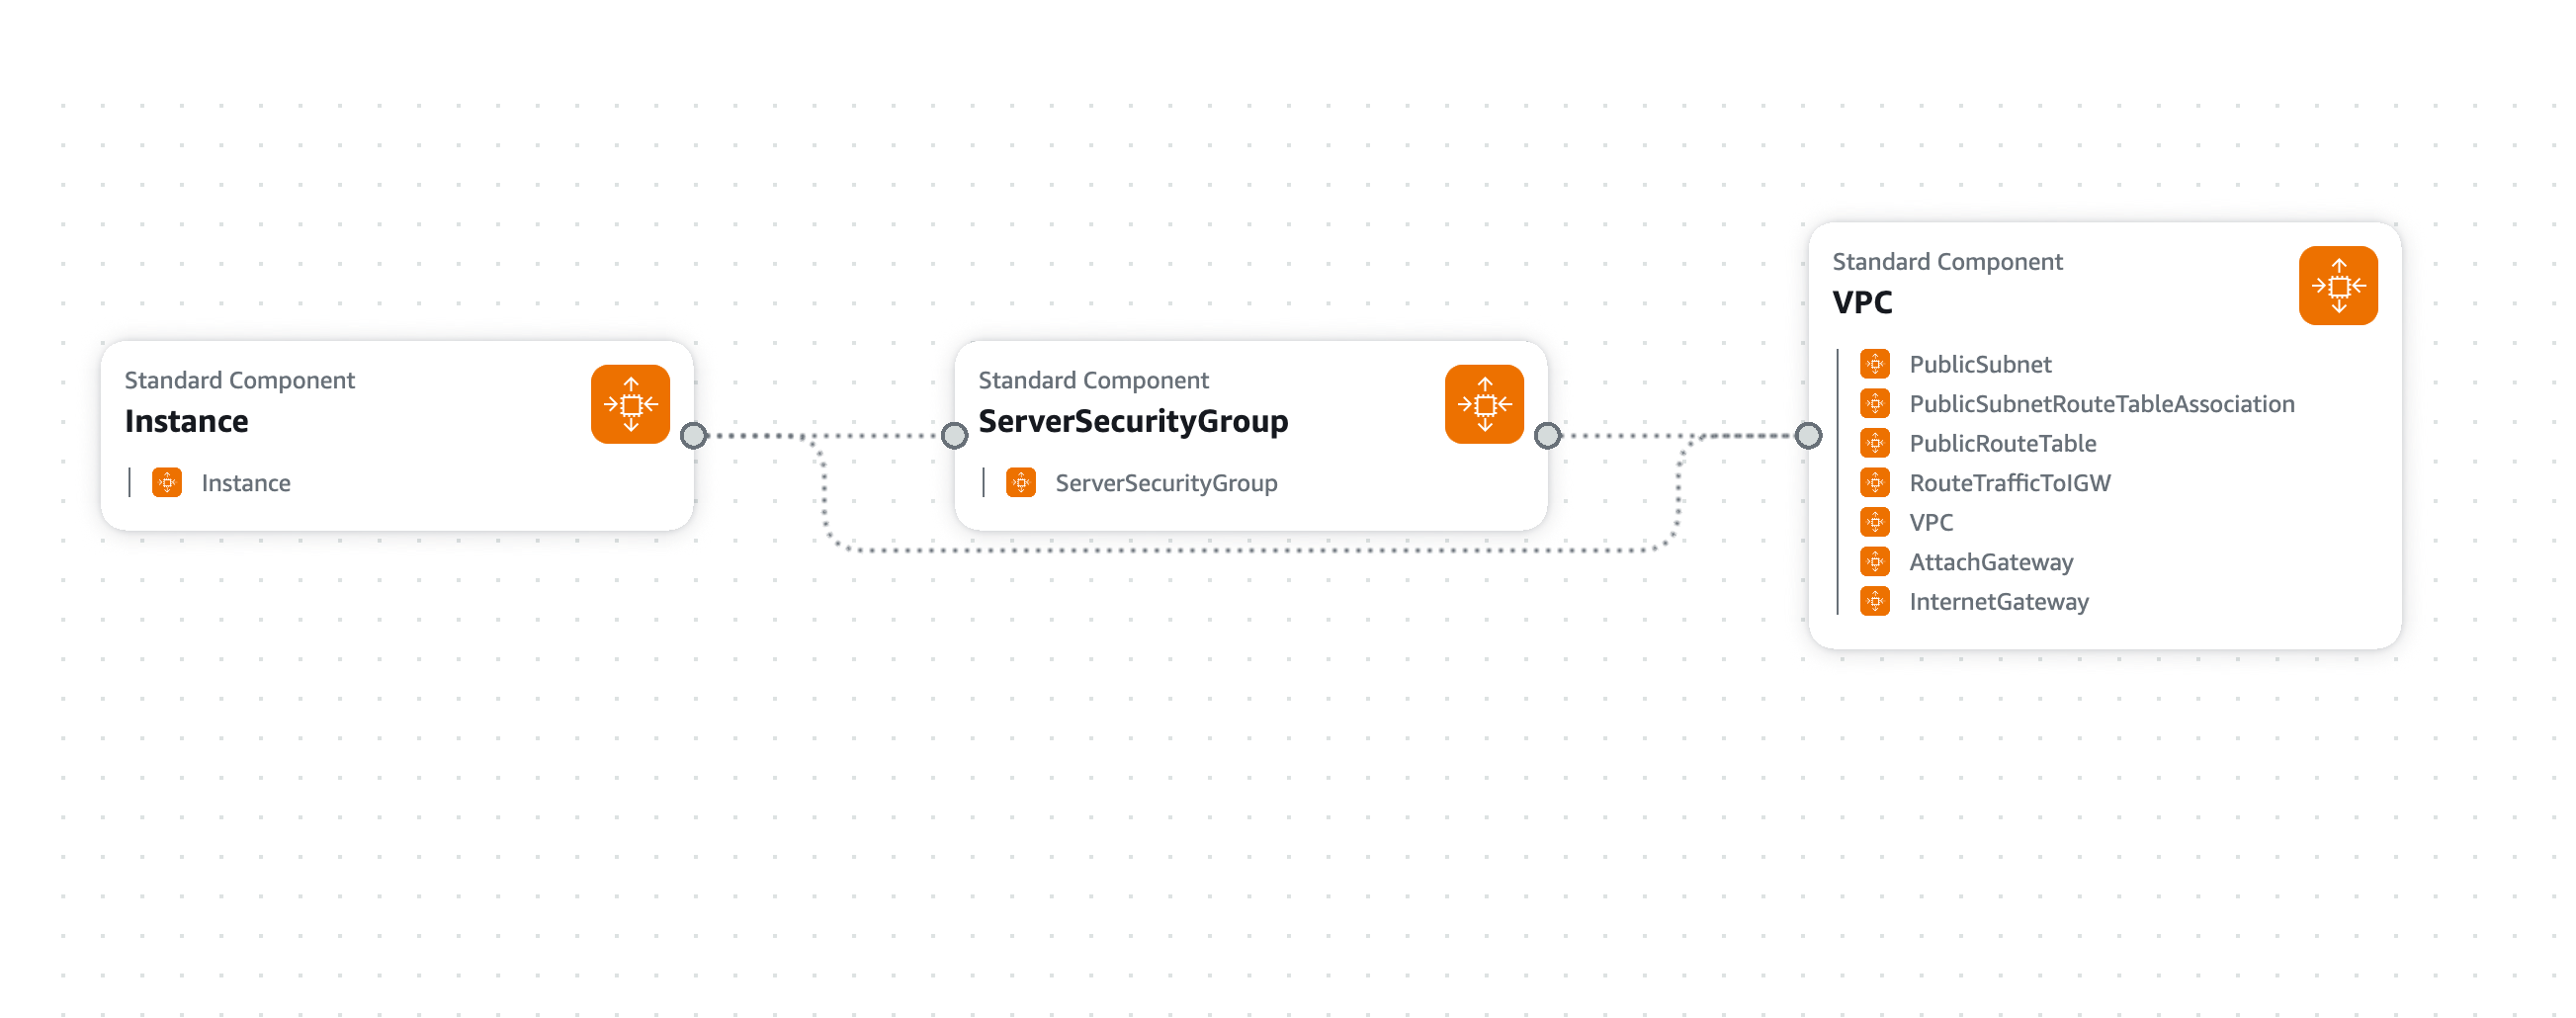 Standard Component
Instance
Instance
Standard Component
ServerSecurityGroup
ServerSecurityGroup
Standard Component
VPC
PublicSubnet
PublicSubnetRouteTableAssociation
PublicRouteTable
RouteTrafficToIGW
VPC
AttachGateway
InternetGateway